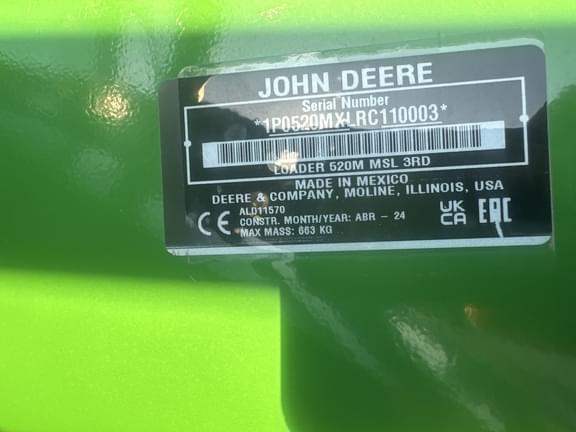 JOHN DEERE
Serial Number
*1P0520MXLRC110003*
LOADER 520M MSL 3RD
MADE IN MEXICO
DEERE & COMPANY, MOLINE, ILLINOIS, USA
ALD11570
CONSTR. MONTH/YEAR: ABR - 24
MAX MASS: 663 KG
CE
UK
CA
EAC